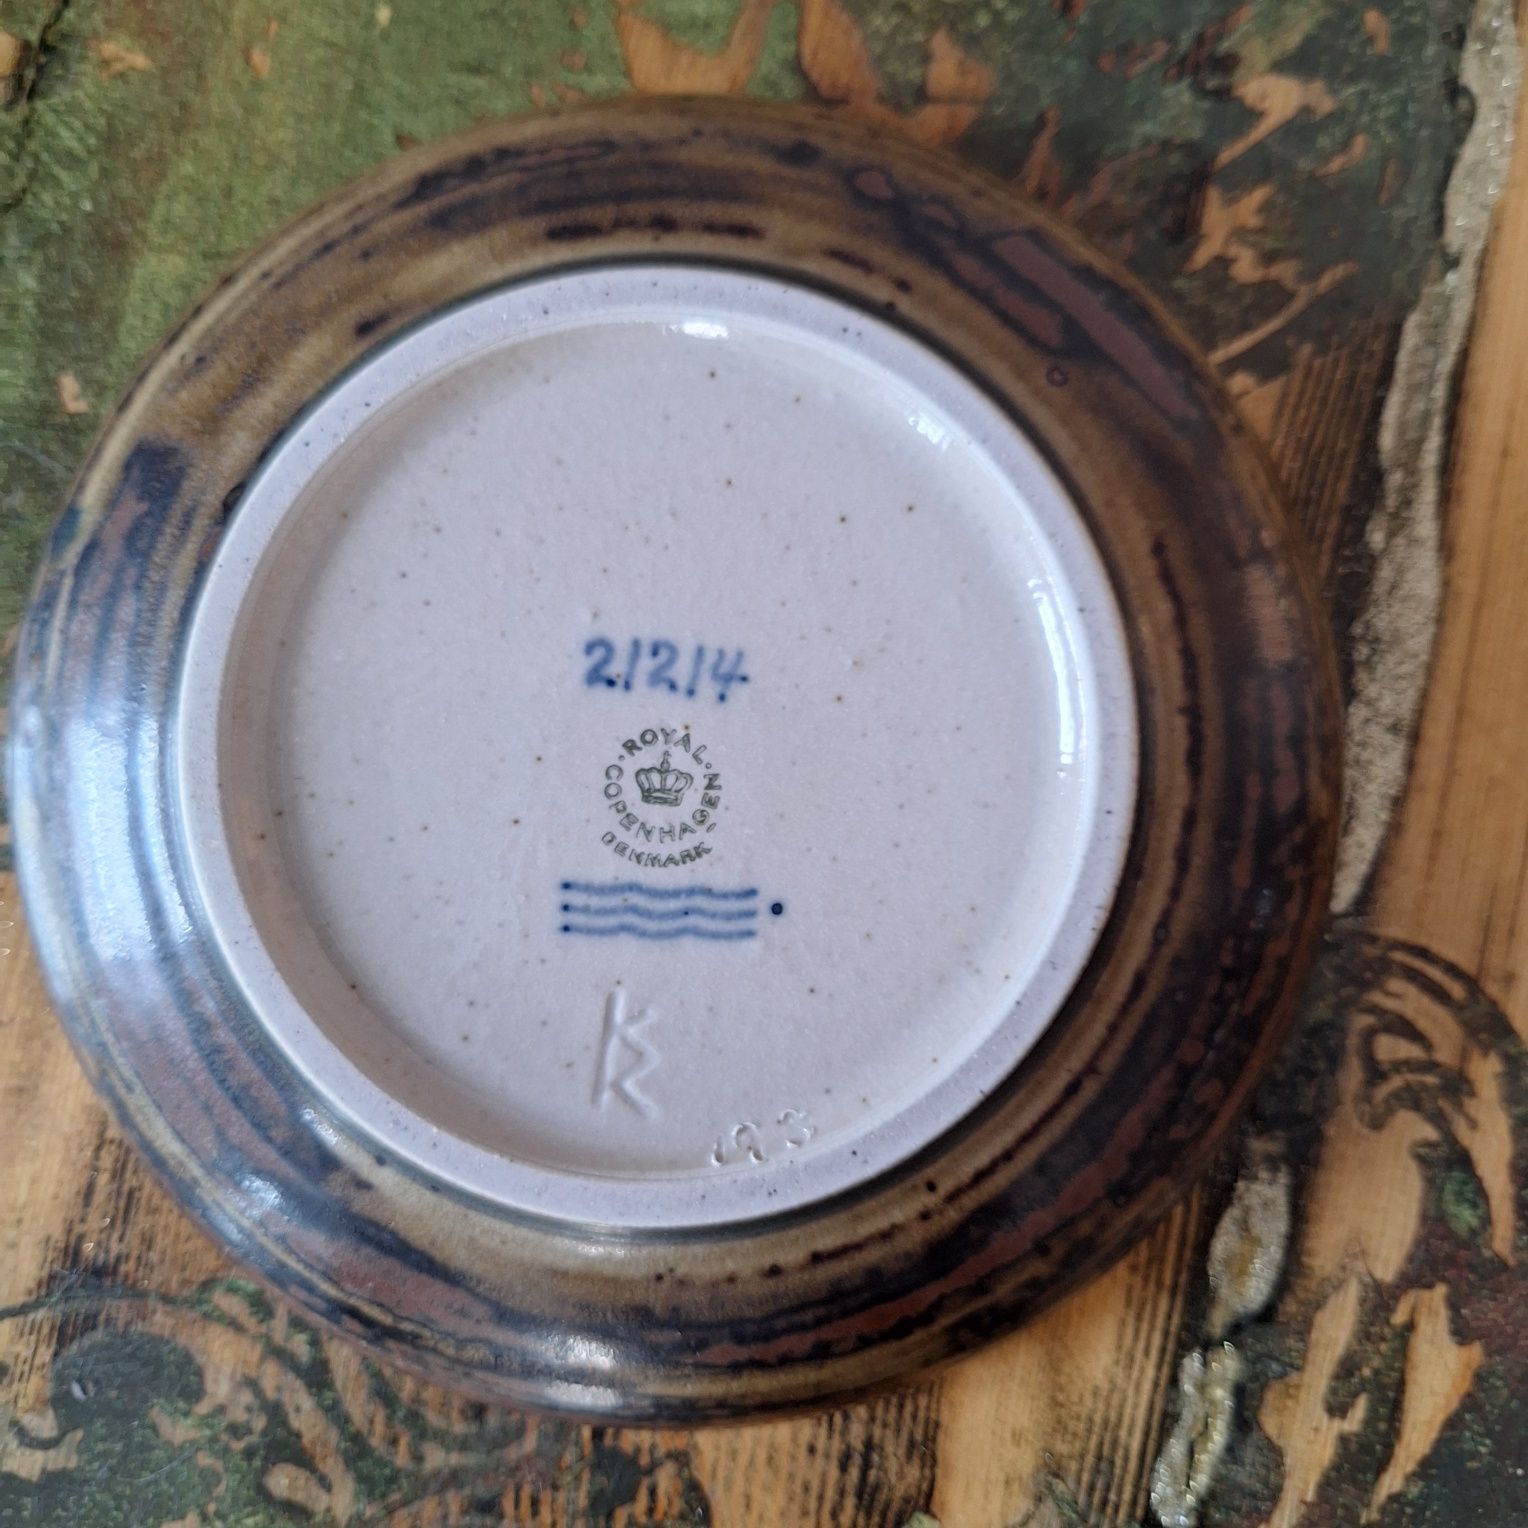 21214
ROYAL
COPENHAGEN
DENMARK